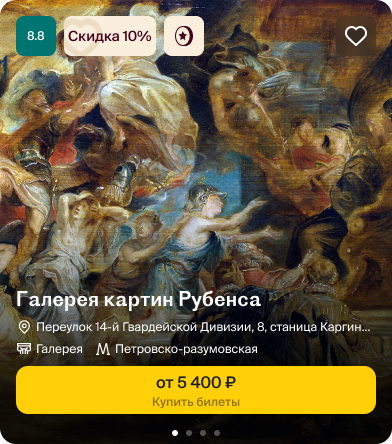 8.8
Скидка 10%
Галерея картин Рубенса
Переулок 14-й Гвардейской Дивизии, 8, станица Каргин...
Галерея
Петровско-разумовская
от 5 400 ₽
Купить билеты